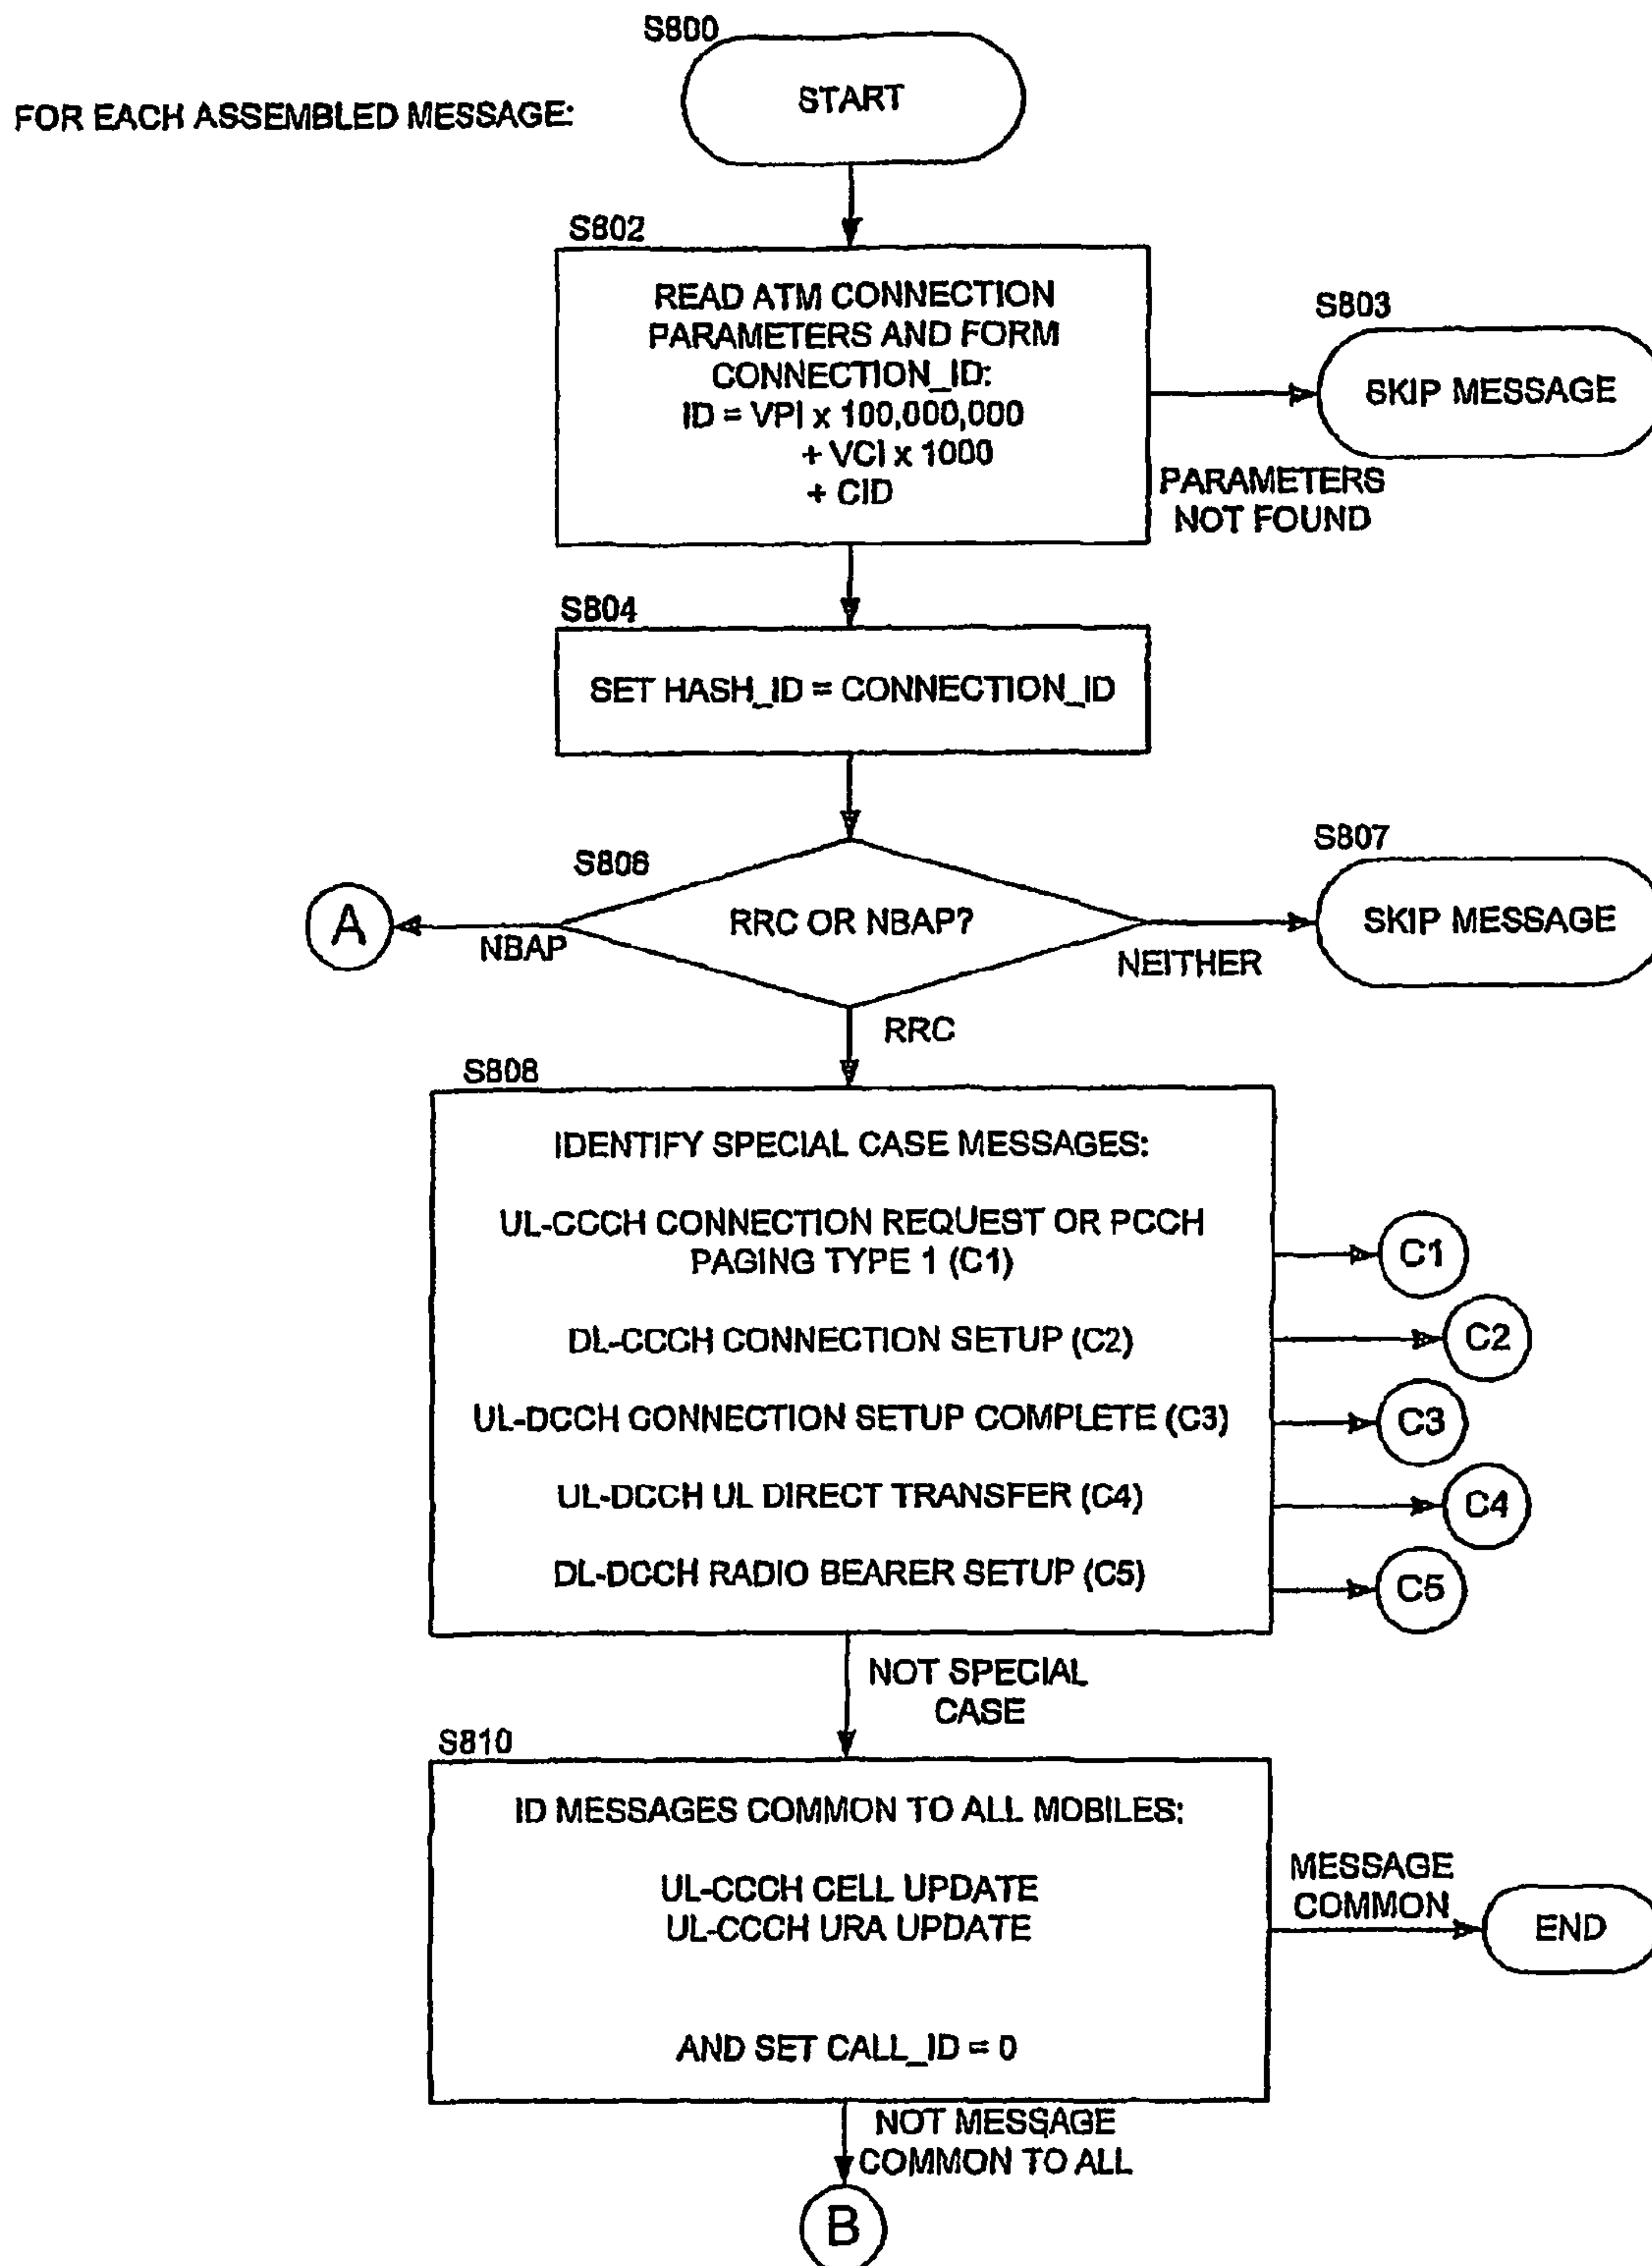 S800
START
FOR EACH ASSEMBLED MESSAGE:
S802
READ ATM CONNECTION
PARAMETERS AND FORM
CONNECTION_ID:
ID = VPI x 100,000,000
+ VCI x 1000
+ CID
S803
SKIP MESSAGE
PARAMETERS
NOT FOUND
S804
SET HASH_ID = CONNECTION_ID
S806
RRC OR NBAP?
A
NBAP
S807
SKIP MESSAGE
NEITHER
RRC
S808
IDENTIFY SPECIAL CASE MESSAGES:
UL-CCCH CONNECTION REQUEST OR PCCH
PAGING TYPE 1 (C1)
C1
DL-CCCH CONNECTION SETUP (C2)
C2
UL-DCCH CONNECTION SETUP COMPLETE (C3)
C3
UL-DCCH UL DIRECT TRANSFER (C4)
C4
DL-DCCH RADIO BEARER SETUP (C5)
C5
NOT SPECIAL
CASE
S810
ID MESSAGES COMMON TO ALL MOBILES:
UL-CCCH CELL UPDATE
UL-CCCH URA UPDATE
AND SET CALL_ID = 0
MESSAGE
COMMON
END
NOT MESSAGE
COMMON TO ALL
B